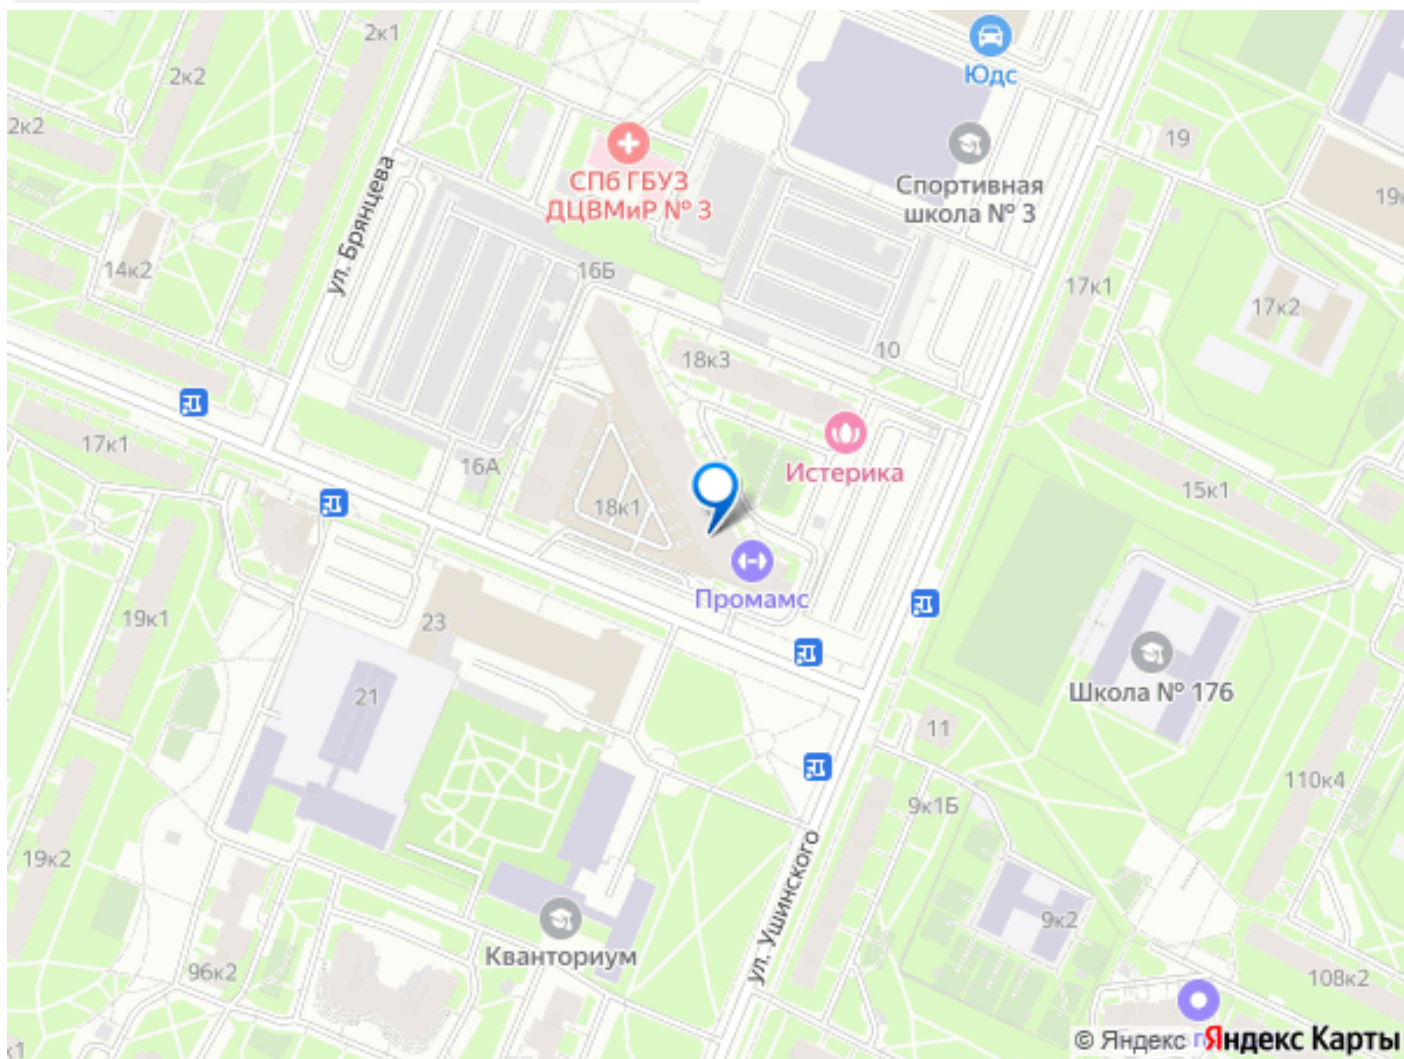 2к1
2к2
2к2
Юдс
19
СПб ГБУЗ
ДЦВМиР № 3
Спортивная
школа № 3
ул. Брянцева
14к2
16Б
17к1
17к2
18к3
10
17к1
16А
Истерика
18к1
15к1
Промамс
19к1
23
21
Школа № 176
11
110к4
9к1Б
19к2
ул. Ушинского
9к2
Кванториум
96к2
108к2
© Яндекс
Яндекс Карты